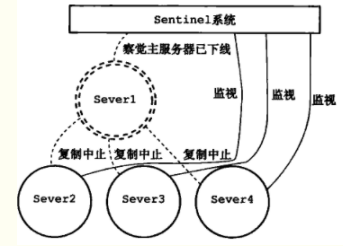 Sentinel系统
察觉主服务器已下线
Sever1
监视
监视
监视
复制中止
复制中止
复制中止
Sever2
Sever3
Sever4